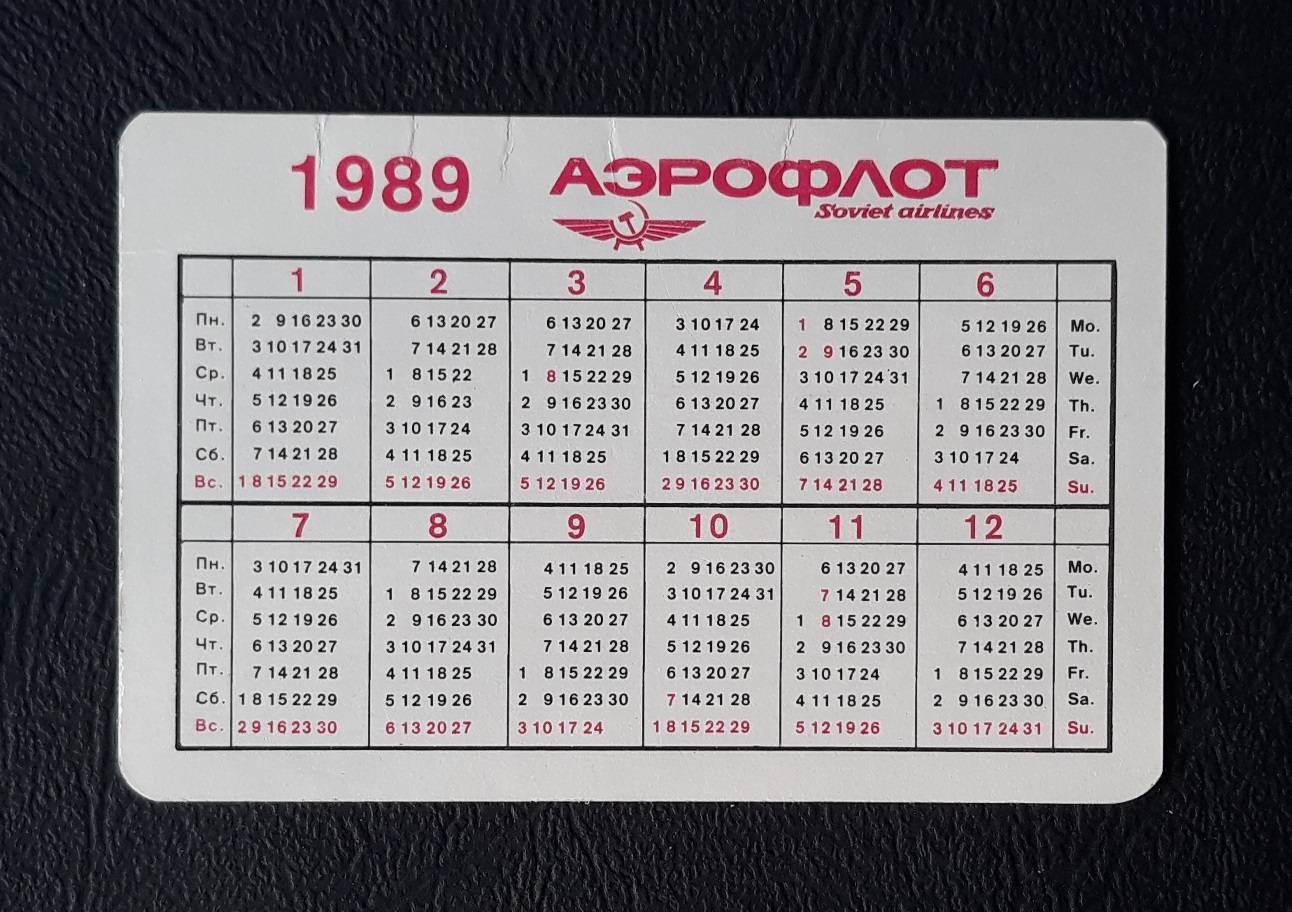 1989 АЭРОФЛОТ
Soviet airlines
1 2 3 4 5 6
Пн. 2 9 16 23 30 6 13 20 27 6 13 20 27 3 10 17 24 1 8 15 22 29 5 12 19 26 Mo.
Вт. 3 10 17 24 31 7 14 21 28 7 14 21 28 4 11 18 25 2 9 16 23 30 6 13 20 27 Tu.
Ср. 4 11 18 25 1 8 15 22 1 8 15 22 29 5 12 19 26 3 10 17 24 31 7 14 21 28 We.
Чт. 5 12 19 26 2 9 16 23 2 9 16 23 30 6 13 20 27 4 11 18 25 1 8 15 22 29 Th.
Пт. 6 13 20 27 3 10 17 24 3 10 17 24 31 7 14 21 28 5 12 19 26 2 9 16 23 30 Fr.
Сб. 7 14 21 28 4 11 18 25 4 11 18 25 1 8 15 22 29 6 13 20 27 3 10 17 24 Sa.
Вс. 1 8 15 22 29 5 12 19 26 5 12 19 26 2 9 16 23 30 7 14 21 28 4 11 18 25 Su.
7 8 9 10 11 12
Пн. 3 10 17 24 31 7 14 21 28 4 11 18 25 2 9 16 23 30 6 13 20 27 4 11 18 25 Mo.
Вт. 4 11 18 25 1 8 15 22 29 5 12 19 26 3 10 17 24 31 7 14 21 28 5 12 19 26 Tu.
Ср. 5 12 19 26 2 9 16 23 30 6 13 20 27 4 11 18 25 1 8 15 22 29 6 13 20 27 We.
Чт. 6 13 20 27 3 10 17 24 31 7 14 21 28 5 12 19 26 2 9 16 23 30 7 14 21 28 Th.
Пт. 7 14 21 28 4 11 18 25 1 8 15 22 29 6 13 20 27 3 10 17 24 1 8 15 22 29 Fr.
Сб. 1 8 15 22 29 5 12 19 26 2 9 16 23 30 7 14 21 28 4 11 18 25 2 9 16 23 30 Sa.
Вс. 2 9 16 23 30 6 13 20 27 3 10 17 24 1 8 15 22 29 5 12 19 26 3 10 17 24 31 Su.